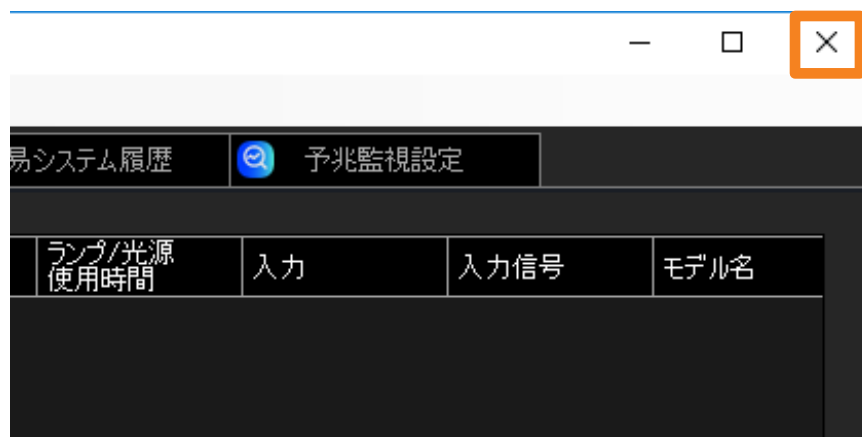 易システム履歴
予兆監視設定
ランプ/光源
使用時間
入力
入力信号
モデル名